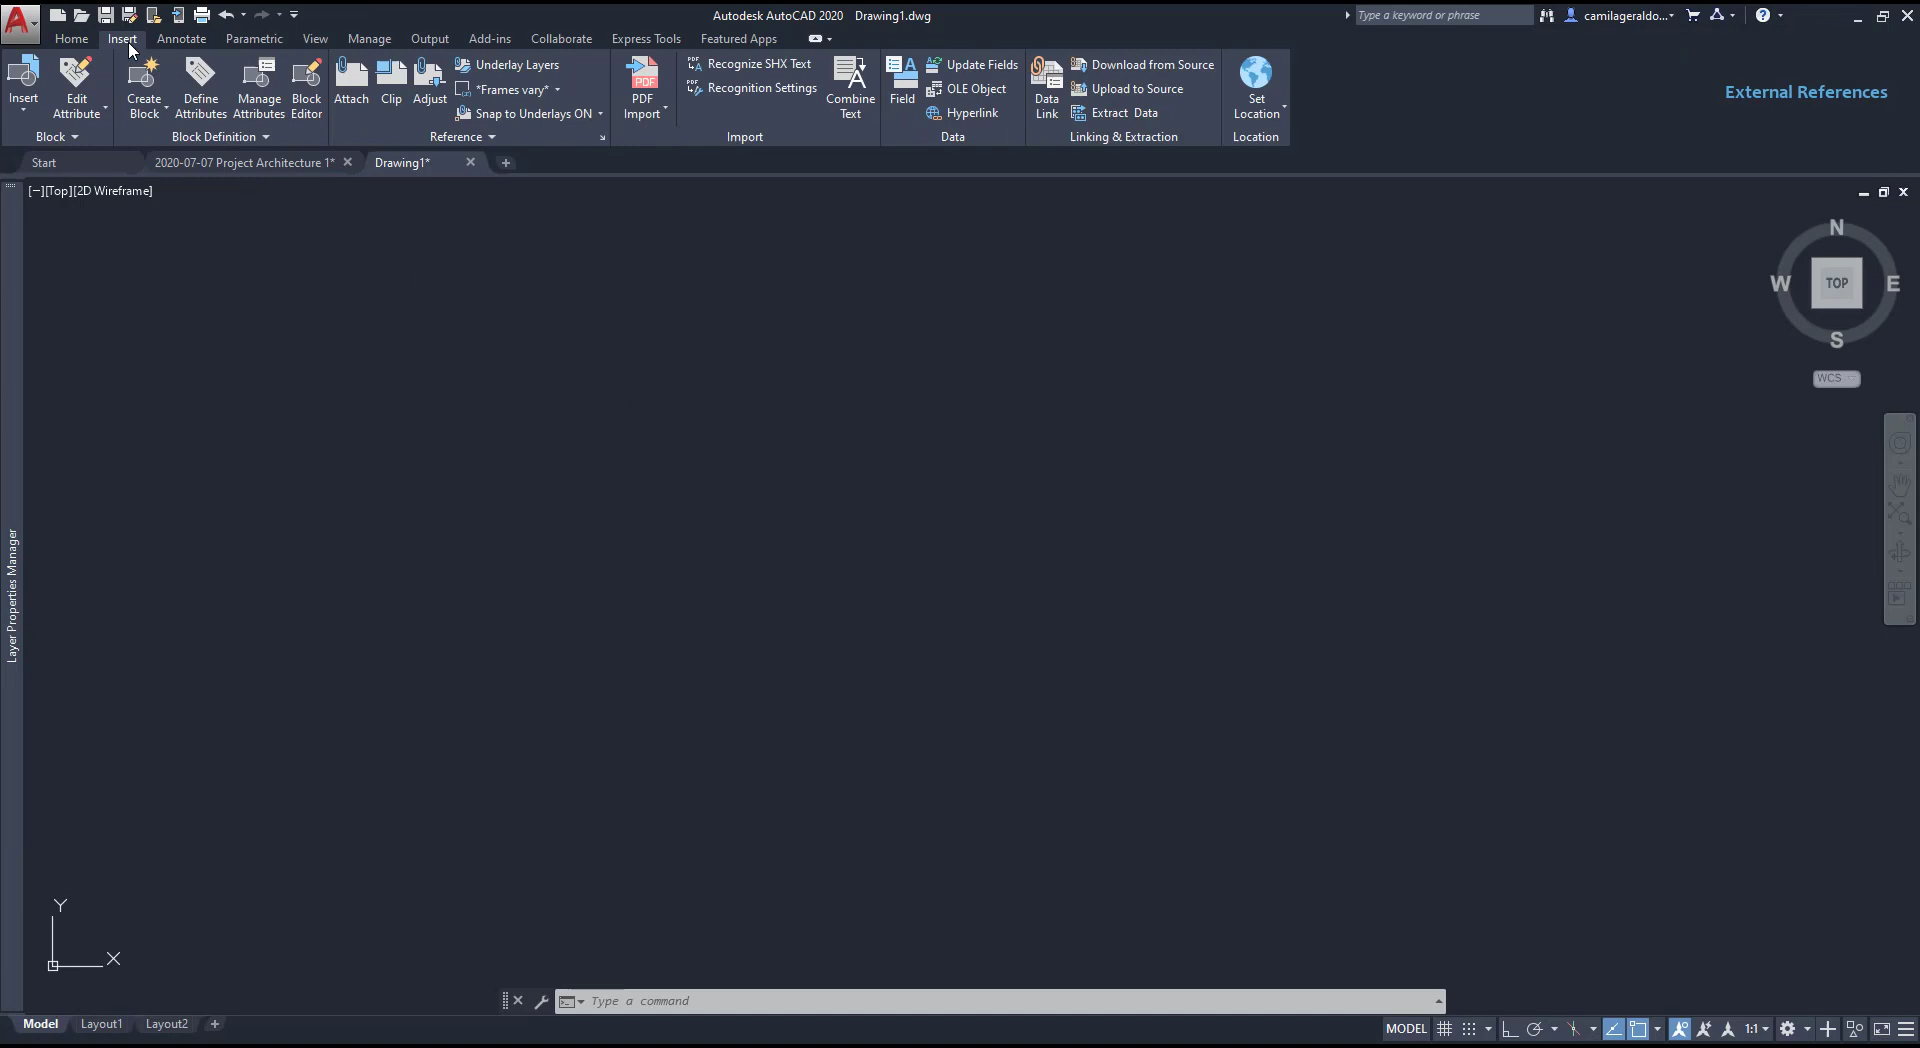 Autodesk AutoCAD 2020 Drawing1.dwg
Type a keyword or phrase
camilageraldo...
Home Insert Annotate Parametric View Manage Output Add-ins Collaborate Express Tools Featured Apps
Insert
Edit
Attribute
Block
Create
Block
Define
Attributes
Manage
Attributes
Block
Editor
Block Definition
Attach
Clip
Adjust
Underlay Layers
*Frames vary*
Snap to Underlays ON
Reference
PDF
PDF
Import
PDF
Recognize SHX Text
PDF
Recognition Settings
Combine
Text
Import
Field
Update Fields
OLE Object
Hyperlink
Data
Data
Link
Download from Source
Upload to Source
Extract Data
Linking & Extraction
Set
Location
Location
External References
Start
2020-07-07 Project Architecture 1*
Drawing1*
[−][Top][2D Wireframe]
N
W
TOP
E
S
WCS
Layer Properties Manager
Y
X
Type a command
Model Layout1 Layout2
MODEL
1:1